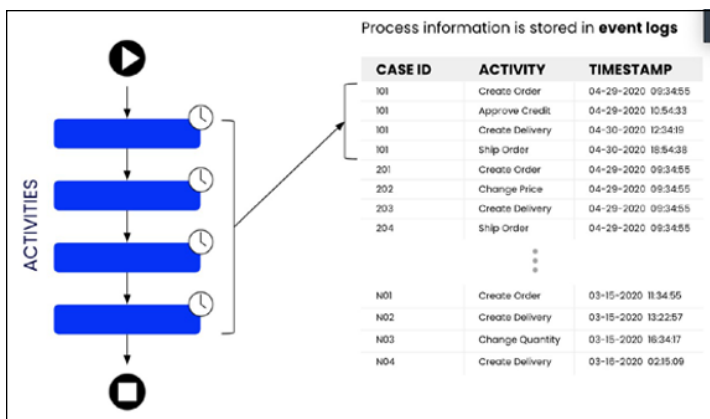 Process information is stored in event logs
CASE ID ACTIVITY TIMESTAMP
101 Create Order 04-29-2020 09:34:55
101 Approve Credit 04-29-2020 10:54:33
101 Create Delivery 04-30-2020 12:34:19
101 Ship Order 04-30-2020 18:54:38
201 Create Order 04-29-2020 09:34:55
202 Change Price 04-29-2020 09:34:55
203 Create Delivery 04-29-2020 09:34:55
204 Ship Order 04-29-2020 09:34:55
N01 Create Order 03-15-2020 11:34:55
N02 Create Delivery 03-15-2020 13:22:57
N03 Change Quantity 03-15-2020 16:34:17
N04 Create Delivery 03-16-2020 02:15:09
ACTIVITIES